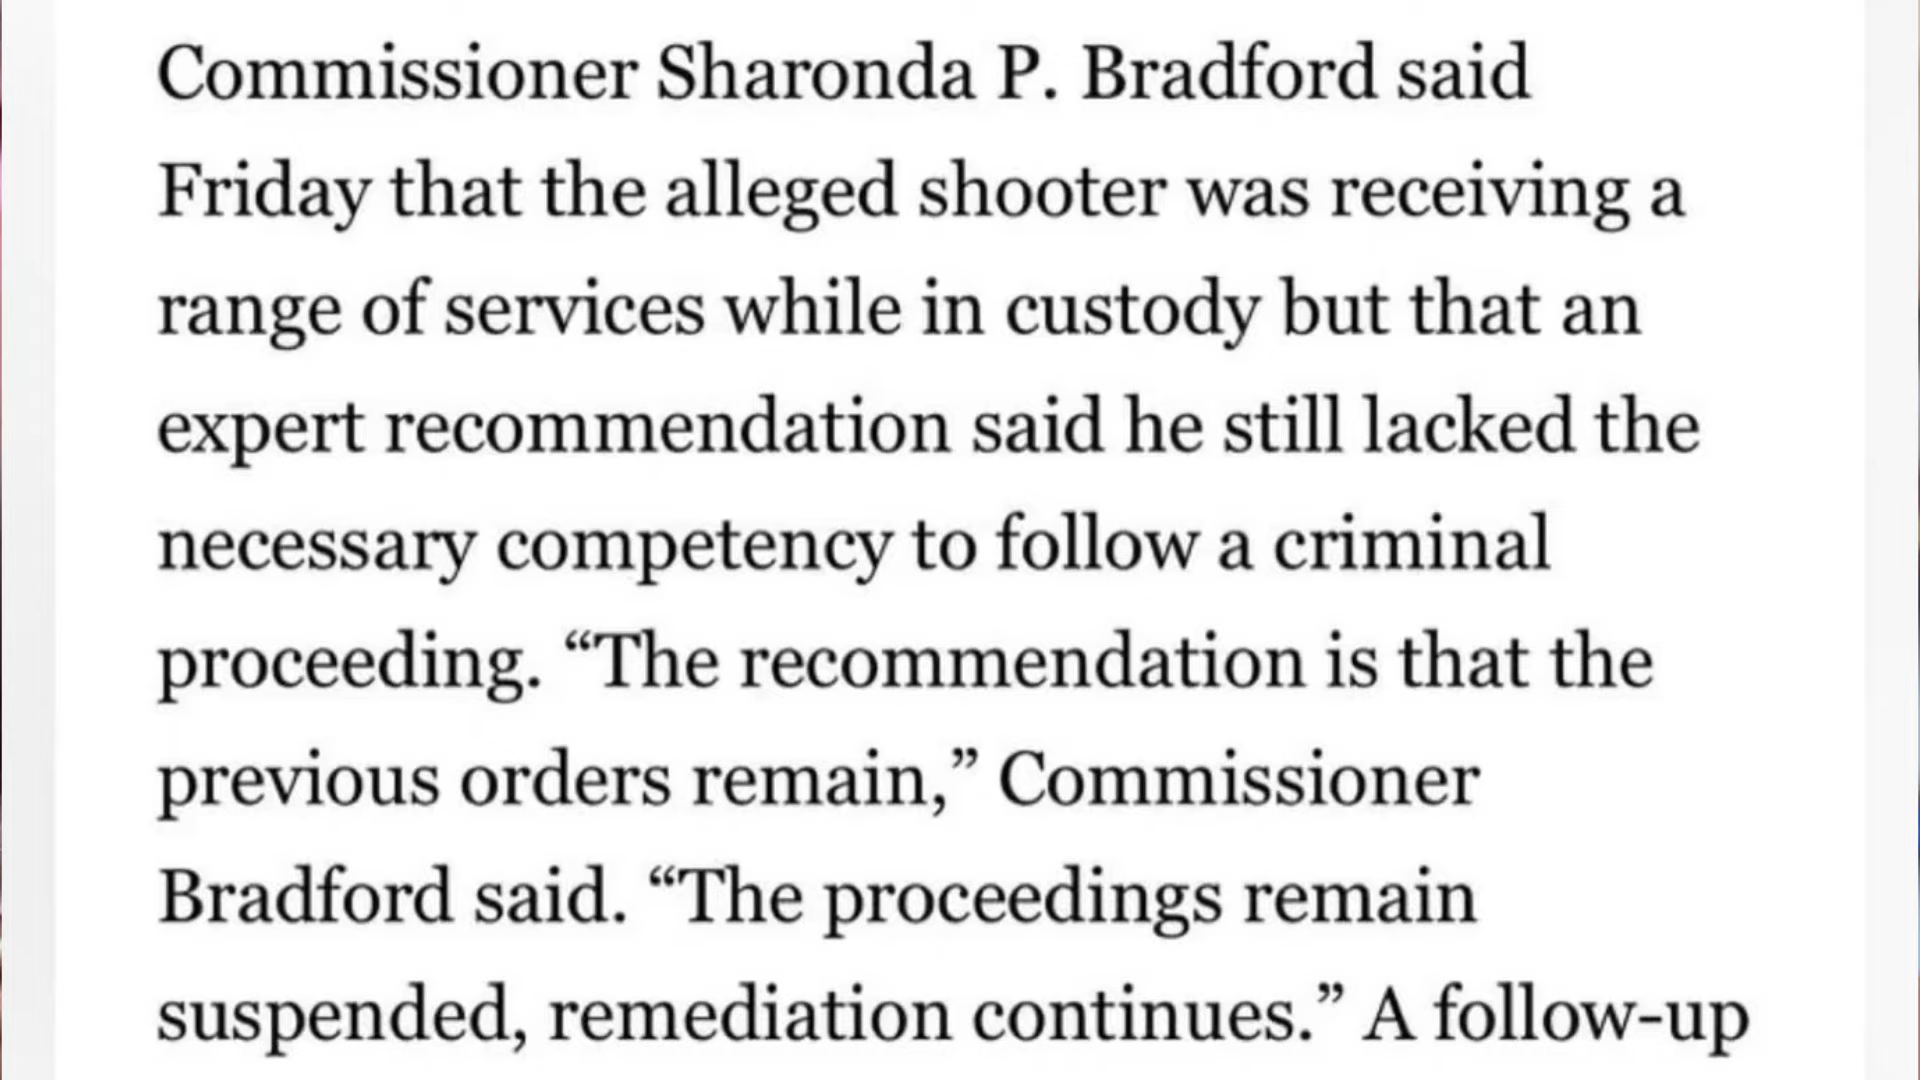 Commissioner Sharonda P. Bradford said
Friday that the alleged shooter was receiving a
range of services while in custody but that an
expert recommendation said he still lacked the
necessary competency to follow a criminal
proceeding. “The recommendation is that the
previous orders remain,” Commissioner
Bradford said. “The proceedings remain
suspended, remediation continues.” A follow-up